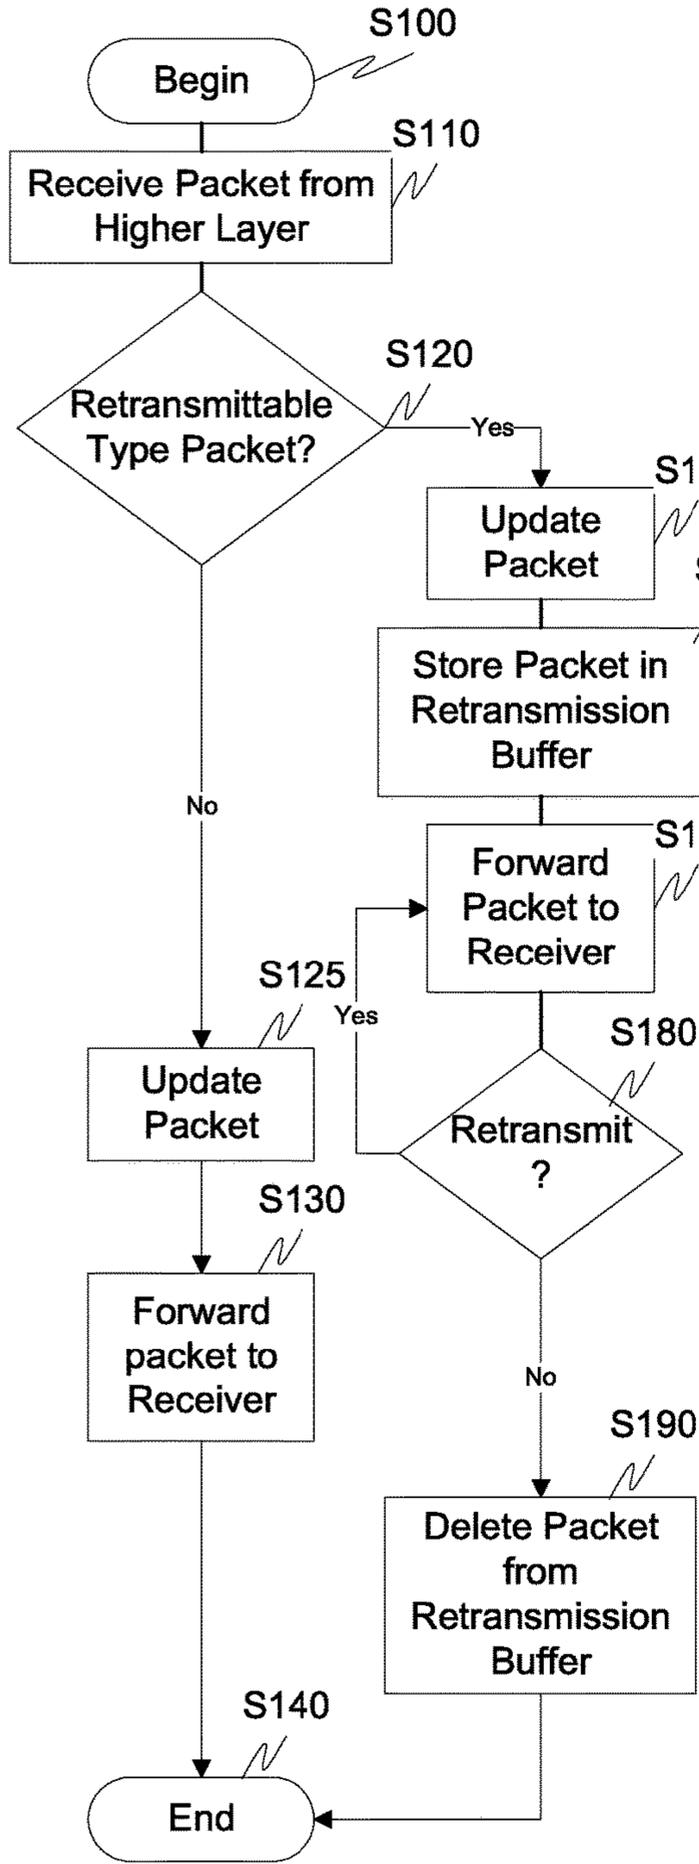 S100
Begin
S110
Receive Packet from
Higher Layer
S120
Retransmittable
Type Packet?
Yes
S1
Update
Packet
Store Packet in
Retransmission
Buffer
No
S1
Forward
Packet to
Receiver
S125
Yes
S180
Update
Packet
Retransmit
?
S130
Forward
packet to
Receiver
No
S190
Delete Packet
from
Retransmission
Buffer
S140
End